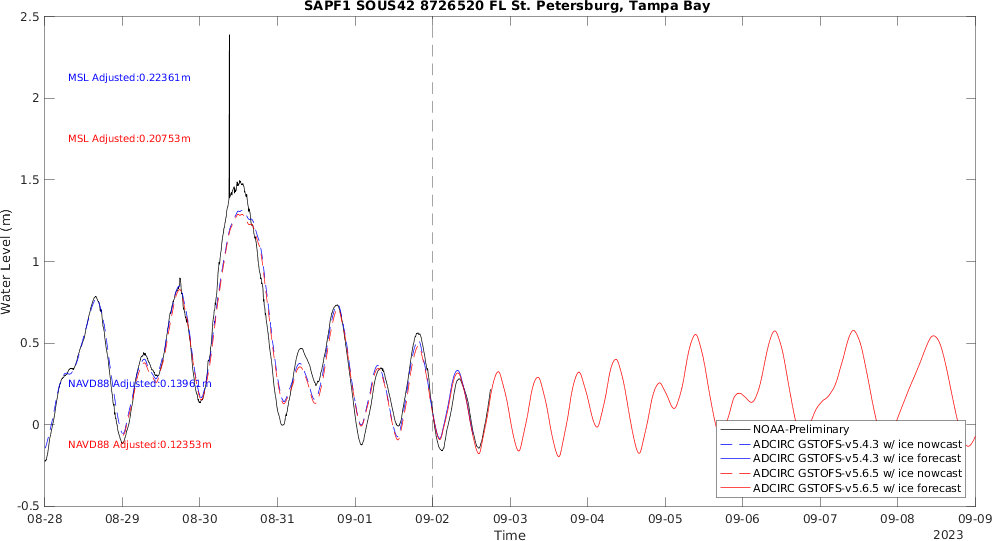 SAPF1 SOUS42 8726520 FL St. Petersburg, Tampa Bay
2.5
MSL Adjusted:0.22361m
2
MSL Adjusted:0.20753m
1.5
Water Level (m)
1
0.5
NAVD88 Adjusted:0.13961m
0
NAVD88 Adjusted:0.12353m
NOAA-Preliminary
ADCIRC GSTOFS-v5.4.3 w/ ice nowcast
ADCIRC GSTOFS-v5.4.3 w/ ice forecast
ADCIRC GSTOFS-v5.6.5 w/ ice nowcast
ADCIRC GSTOFS-v5.6.5 w/ ice forecast
-0.5
08-28 08-29 08-30 08-31 09-01 09-02 09-03 09-04 09-05 09-06 09-07 09-08 09-09
Time
2023